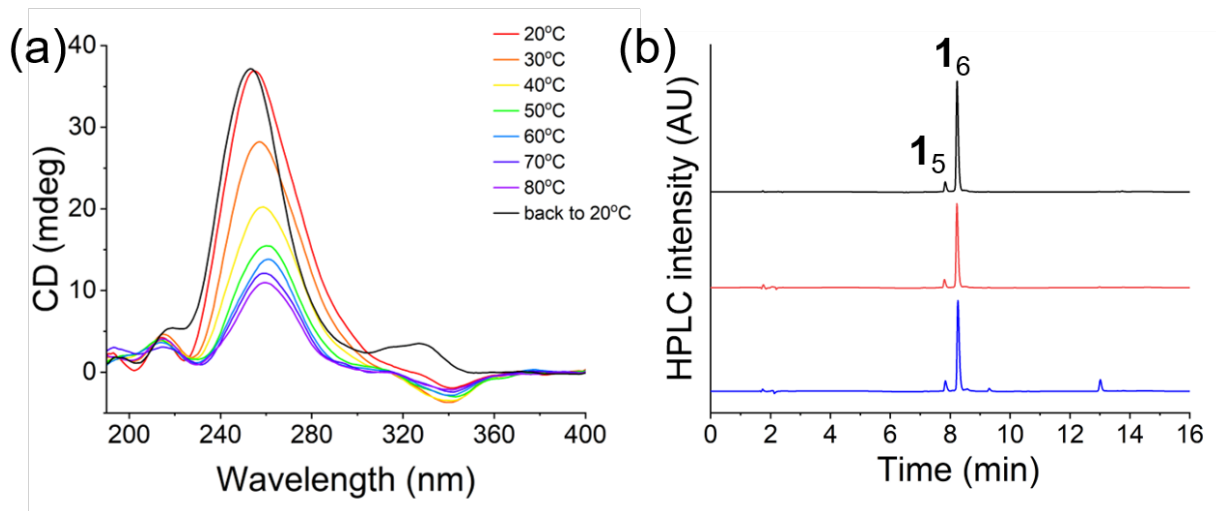 (a)
40
30
20
10
0
CD (mdeg)
200 240 280 320 360 400
Wavelength (nm)
20°C
30°C
40°C
50°C
60°C
70°C
80°C
back to 20°C
(b)
1₆
1₅
HPLC intensity (AU)
0 2 4 6 8 10 12 14 16
Time (min)